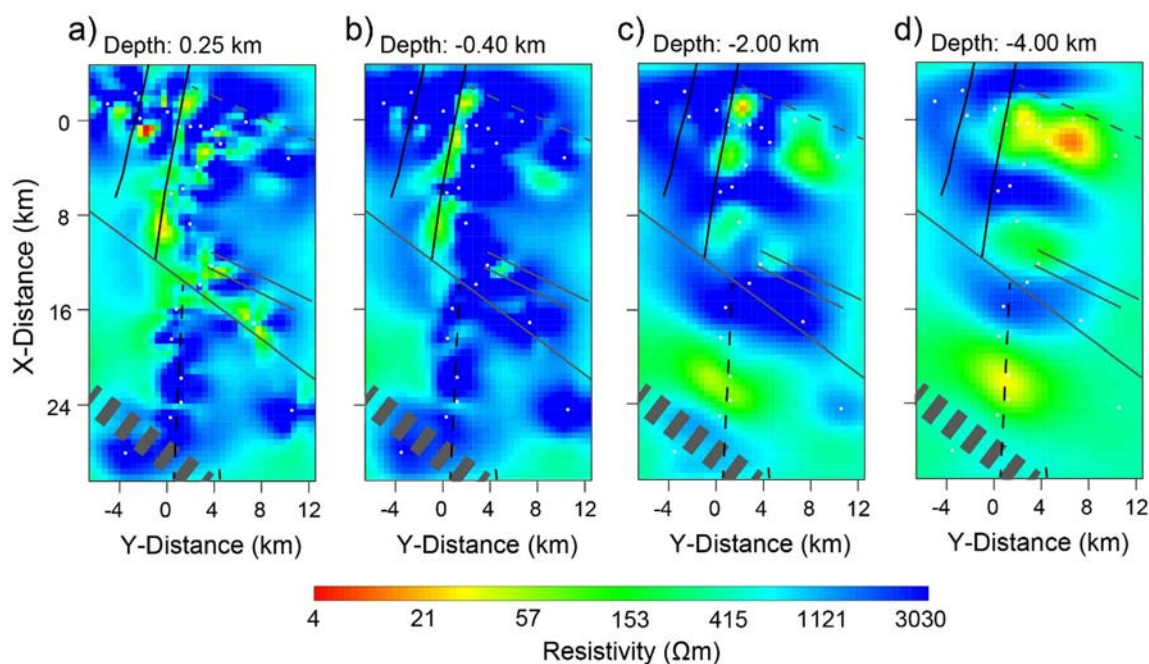 a) Depth: 0.25 km
b) Depth: -0.40 km
c) Depth: -2.00 km
d) Depth: -4.00 km
X-Distance (km)
0
8
16
24
-4 0 4 8 12
-4 0 4 8 12
-4 0 4 8 12
-4 0 4 8 12
Y-Distance (km)
Y-Distance (km)
Y-Distance (km)
Y-Distance (km)
4 21 57 153 415 1121 3030
Resistivity (Ωm)